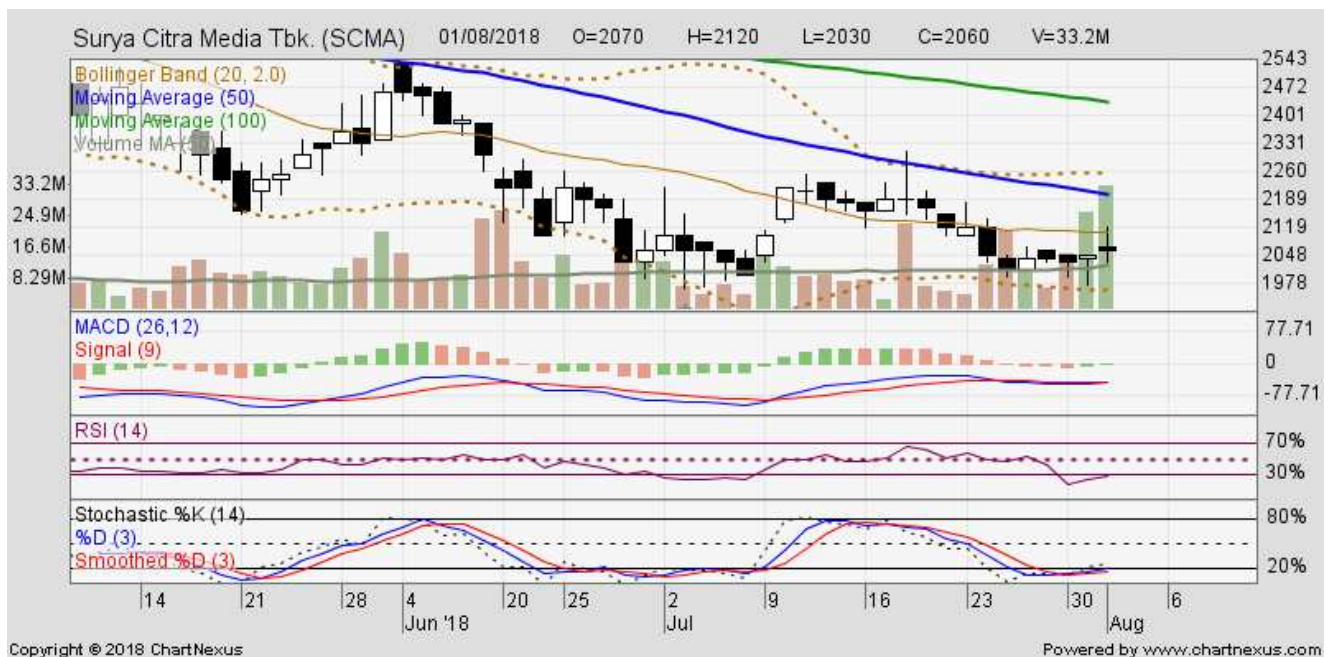 Surya Citra Media Tbk. (SCMA) 01/08/2018 O=2070 H=2120 L=2030 C=2060 V=33.2M
Bollinger Band (20, 2.0)
Moving Average (50)
Moving Average (100)
Volume MA (50)
2543
2472
2401
2331
2260
2189
2119
2048
1978
33.2M
24.9M
16.6M
8.29M
MACD (26,12)
Signal (9)
77.71
0
-77.71
RSI (14)
70%
30%
Stochastic %K (14)
%D (3)
Smoothed %D (3)
80%
20%
14 21 28 4 20 25 2 9 16 23 30 6
Jun '18 Jul Aug
Copyright © 2018 ChartNexus Powered by www.chartnexus.com